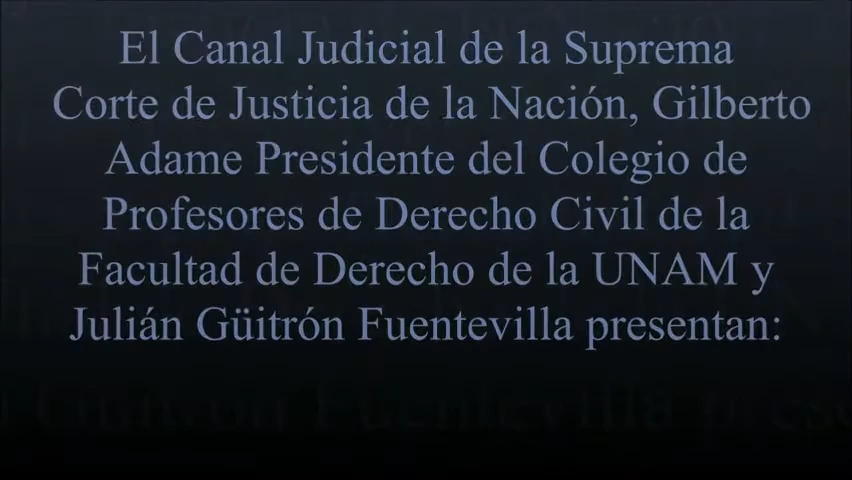 El Canal Judicial de la Suprema
Corte de Justicia de la Nación, Gilberto
Adame Presidente del Colegio de
Profesores de Derecho Civil de la
Facultad de Derecho de la UNAM y
Julián Güitrón Fuentevilla presentan: